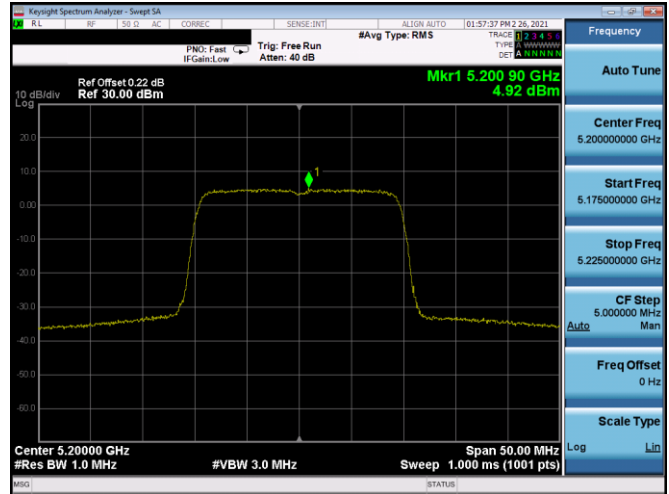 Keysight Spectrum Analyzer - Swept SA
LXI RL RF 50 Ω AC CORREC SENSE:INT ALIGN AUTO 01:57:37 PM 2 26, 2021
#Avg Type: RMS
TRACE 1 2 3 4 5 6
PNO: Fast
Trig: Free Run
TYPE A WWWWW
IFGain:Low
Atten: 40 dB
DET A N N N N N
Mkr1 5.200 90 GHz
4.92 dBm
Ref Offset 0.22 dB
10 dB/div Ref 30.00 dBm
Log
20.0
1
10.0
0.00
-10.0
-20.0
-30.0
-40.0
-50.0
-60.0
Center 5.20000 GHz
Span 50.00 MHz
#Res BW 1.0 MHz
#VBW 3.0 MHz
Sweep 1.000 ms (1001 pts)
MSG
STATUS
Frequency
Auto Tune
Center Freq
5.200000000 GHz
Start Freq
5.175000000 GHz
Stop Freq
5.225000000 GHz
CF Step
5.000000 MHz
Auto Man
Freq Offset
0 Hz
Scale Type
Log Lin